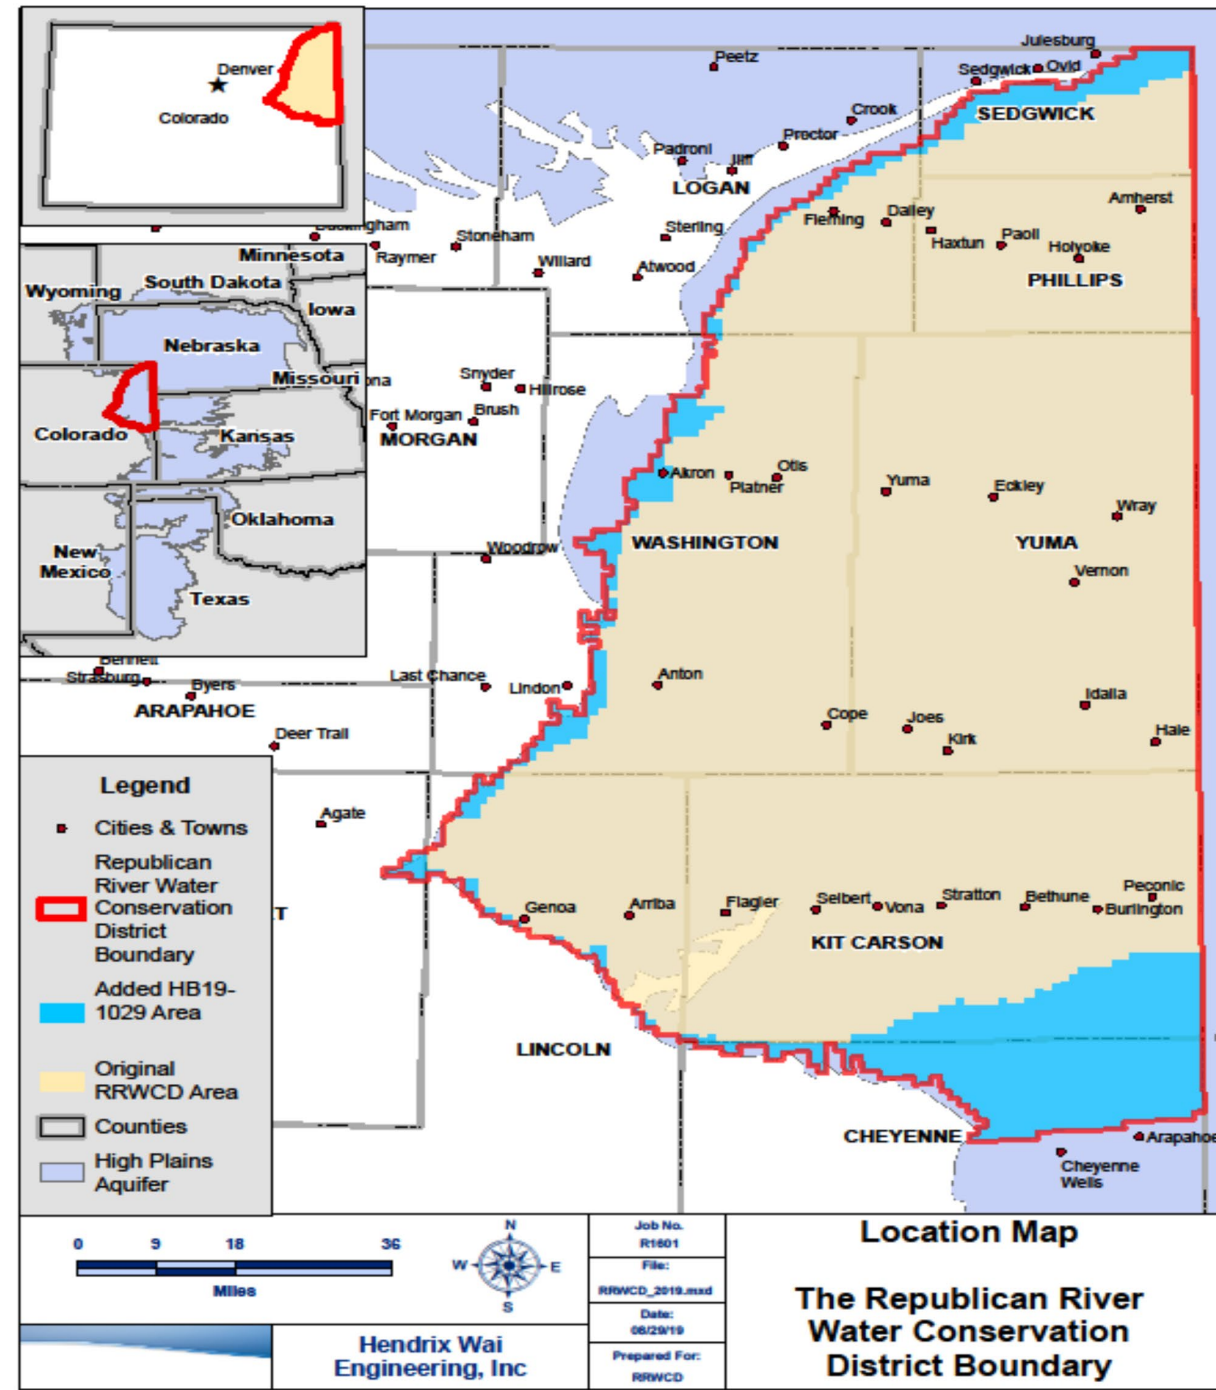 Denver
Colorado
Minnesota
South Dakota
Wyoming
Iowa
Nebraska
Missouri
Colorado
Kansas
Oklahoma
New
Mexico
Texas
Peetz
Julesburg
Ovid
Sedgwick
SEDGWICK
Crook
Proctor
Padroni
Iliff
LOGAN
Amherst
Fleming
Dailey
Haxtun
Paoli
Holyoke
PHILLIPS
Sterling
Stoneham
Raymer
Willard
Atwood
Snyder
Hillrose
Fort Morgan
Brush
MORGAN
Akron
Platner
Otis
Yuma
Eckley
Wray
WASHINGTON
YUMA
Woodrow
Vernon
Bennett
Strasburg
Byers
Last Chance
Lindon
Anton
ARAPAHOE
Deer Trail
Cope
Joes
Kirk
Idalia
Hale
Agate
Genoa
Arriba
Flagler
Seibert
Vona
Stratton
Bethune
Peconic
Burlington
KIT CARSON
LINCOLN
CHEYENNE
Arapahoe
Cheyenne
Wells
Legend
Cities & Towns
Republican
River Water
Conservation
District
Boundary
Added HB19-
1029 Area
Original
RRWCD Area
Counties
High Plains
Aquifer
0 9 18 36
Miles
N
W E
S
Hendrix Wai
Engineering, Inc
Job No.
R1601
File:
RRWCD_2019.mxd
Date:
08/29/19
Prepared For:
RRWCD
Location Map
The Republican River
Water Conservation
District Boundary